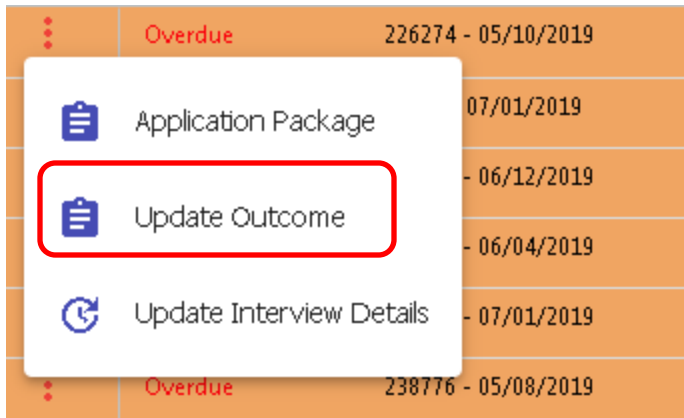 Overdue 226274 - 05/10/2019
07/01/2019
Application Package
- 06/12/2019
Update Outcome
- 06/04/2019
Update Interview Details
- 07/01/2019
Overdue 238776 - 05/08/2019